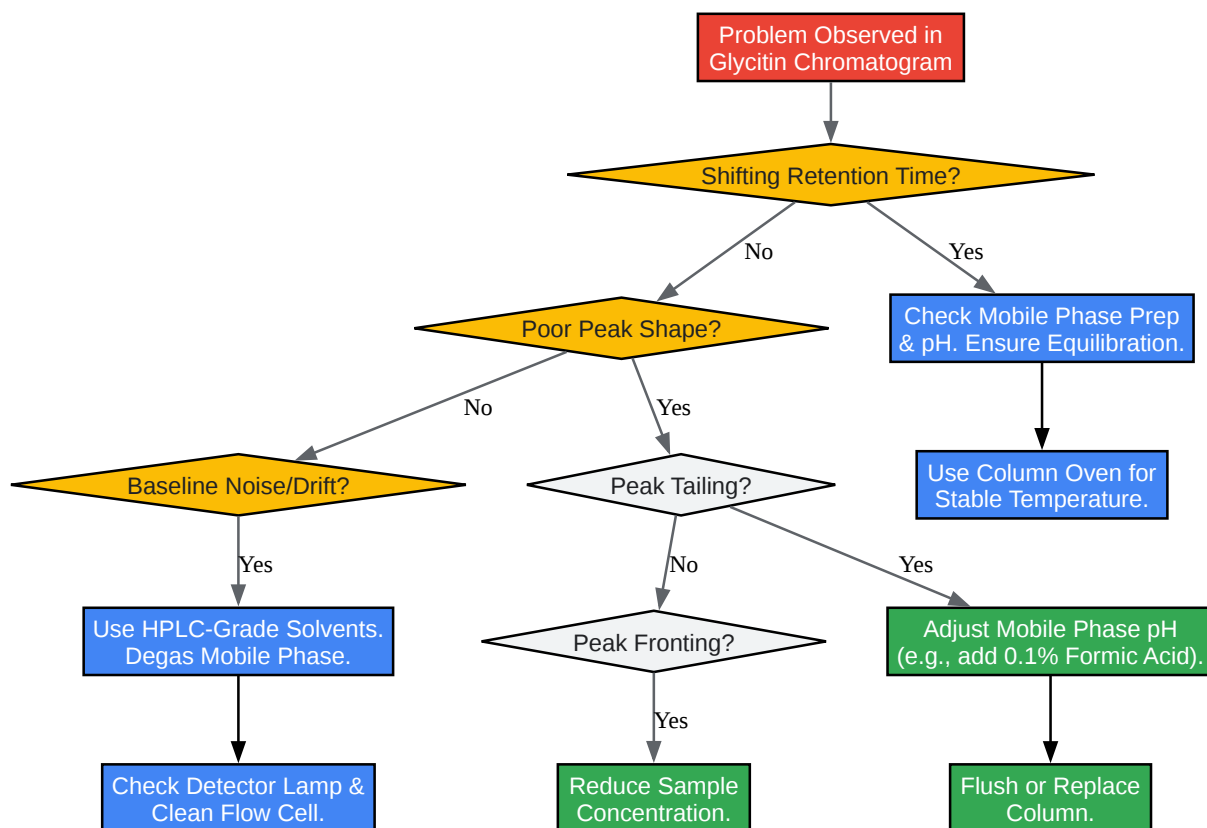 Problem Observed in
Glycitin Chromatogram
Shifting Retention Time?
No
Yes
Poor Peak Shape?
Check Mobile Phase Prep
& pH. Ensure Equilibration.
No
Yes
Baseline Noise/Drift?
Peak Tailing?
Use Column Oven for
Stable Temperature.
Yes
No
Yes
Use HPLC-Grade Solvents.
Degas Mobile Phase.
Peak Fronting?
Adjust Mobile Phase pH
(e.g., add 0.1% Formic Acid).
Yes
Check Detector Lamp &
Clean Flow Cell.
Reduce Sample
Concentration.
Flush or Replace
Column.